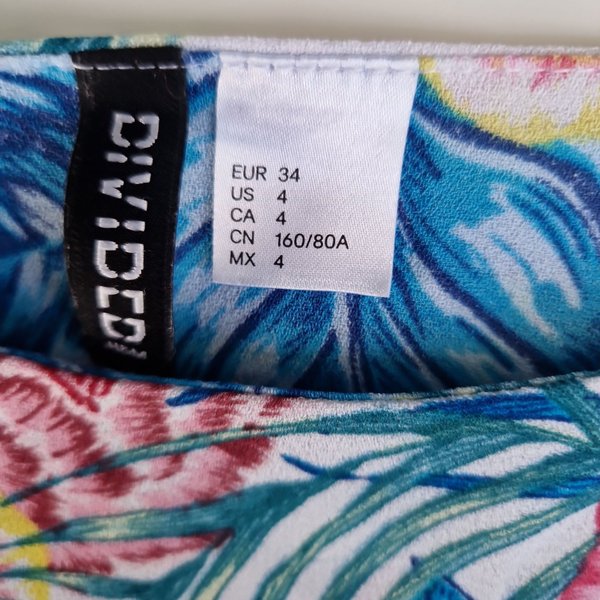 DIVIDED
EUR 34
US 4
CA 4
CN 160/80A
MX 4